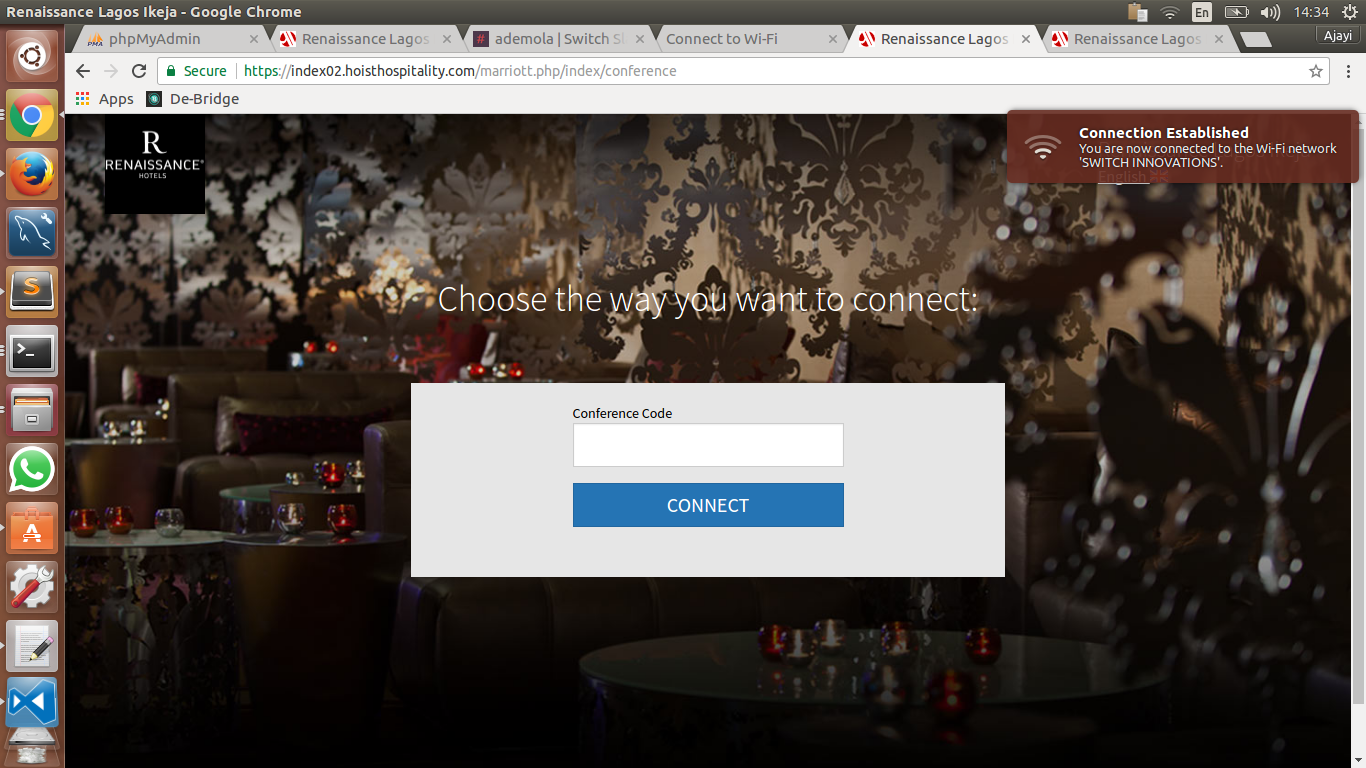 Renaissance Lagos Ikeja - Google Chrome
En
14:34
phpMyAdmin
Renaissance Lagos
ademola | Switch Sl
Connect to Wi-Fi
Renaissance Lagos
Renaissance Lagos
Ajayi
Secure
https://index02.hoisthospitality.com/marriott.php/index/conference
Apps
De-Bridge
R
RENAISSANCE®
HOTELS
Connection Established
You are now connected to the Wi-Fi network
'SWITCH INNOVATIONS'.
English
Choose the way you want to connect:
Conference Code
CONNECT